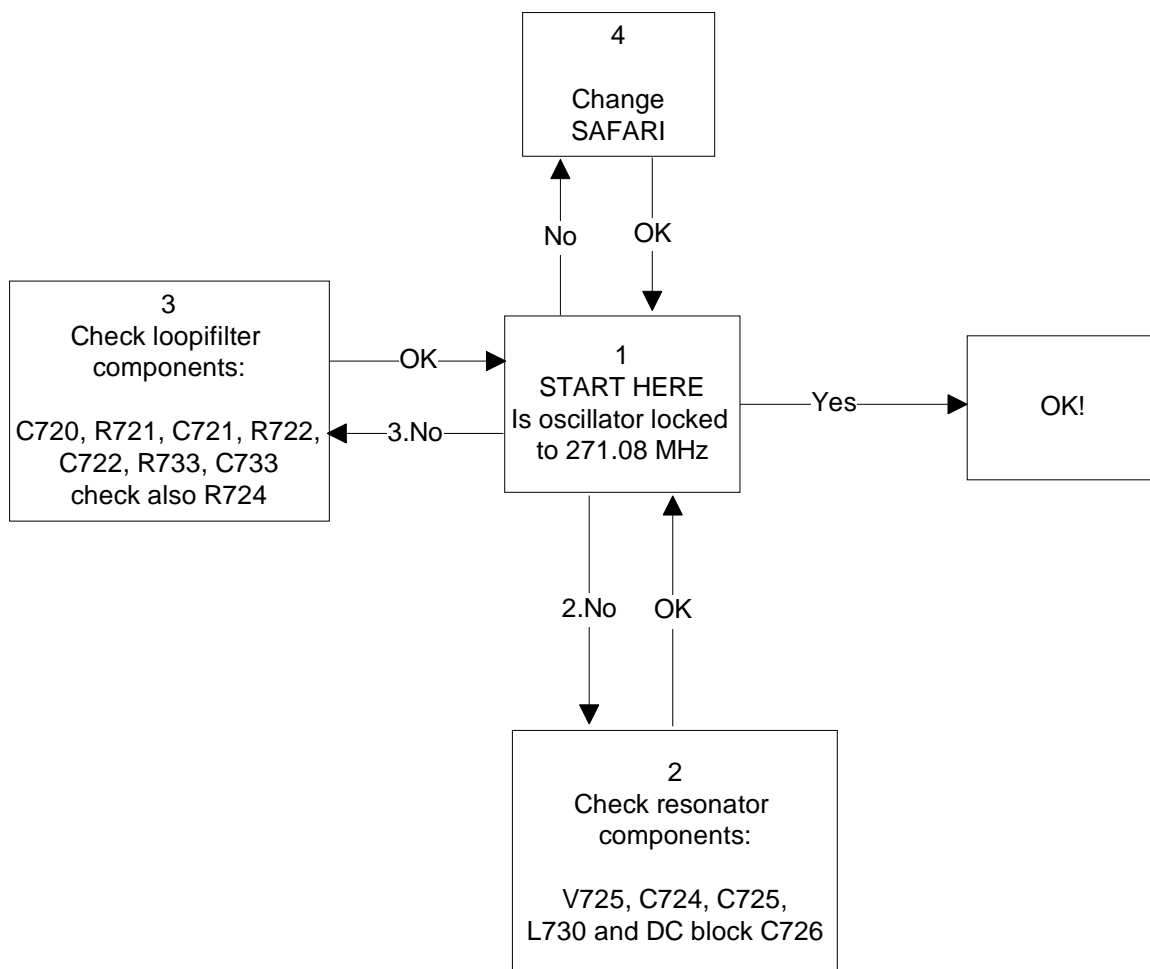 4
Change
SAFARI
No
OK
3
Check loopifilter
components:
C720, R721, C721, R722,
C722, R733, C733
check also R724
OK
3.No
1
START HERE
Is oscillator locked
to 271.08 MHz
Yes
OK!
2.No
OK
2
Check resonator
components:
V725, C724, C725,
L730 and DC block C726